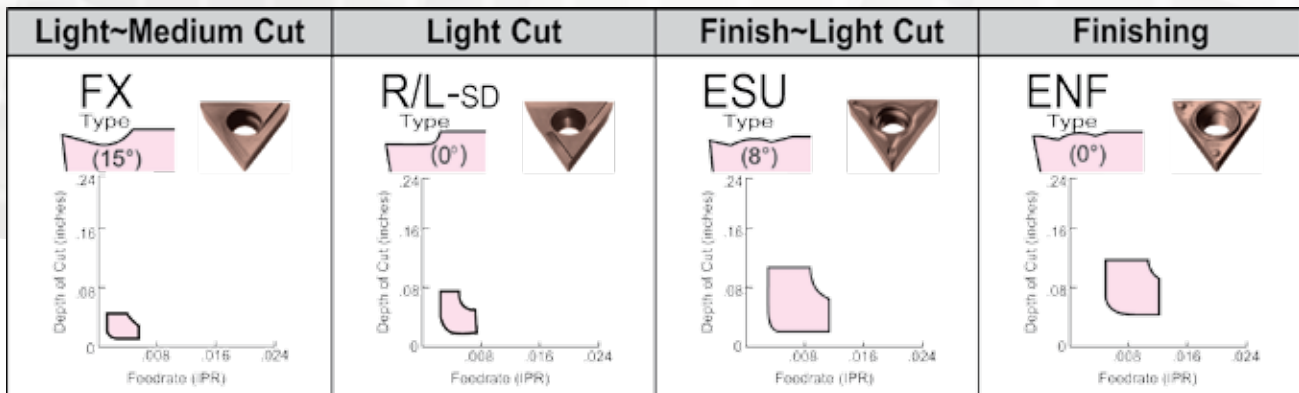 Light~Medium Cut
Light Cut
Finish~Light Cut
Finishing
FX
Type
(15°)
.24
.16
.08
0
Depth of Cut (inches)
.008
.016
.024
Feedrate (IPR)
R/L-SD
Type
(0°)
.24
.16
.08
0
Depth of Cut (inches)
.008
.016
.024
Feedrate (IPR)
ESU
Type
(8°)
.24
.16
.08
0
Depth of Cut (inches)
.008
.016
.024
Feedrate (IPR)
ENF
Type
(0°)
.24
.16
.08
0
Depth of Cut (inches)
.008
.016
.024
Feedrate (IPR)